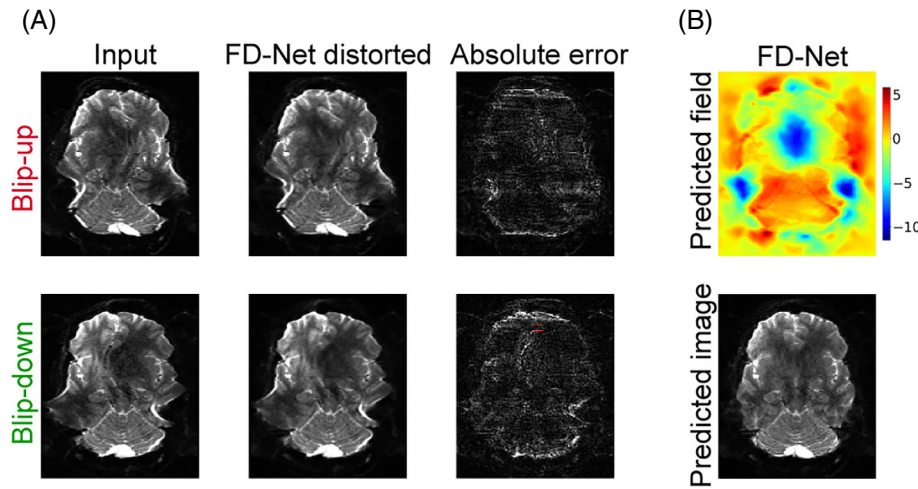 (A)
Input
FD-Net distorted
Absolute error
Blip-up
Blip-down
(B)
FD-Net
Predicted field
5
0
−5
−10
Predicted image